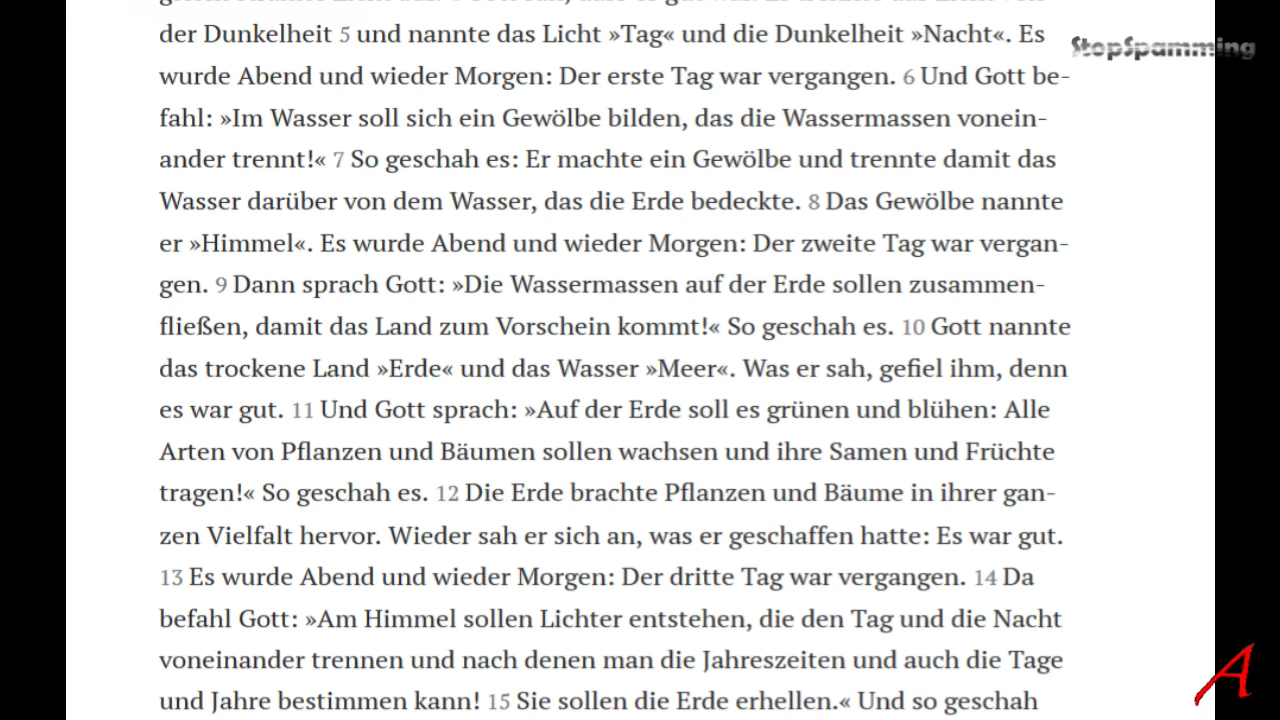 der Dunkelheit 5 und nannte das Licht »Tag« und die Dunkelheit »Nacht«. Es
StopSpamming
wurde Abend und wieder Morgen: Der erste Tag war vergangen. 6 Und Gott be-
fahl: »Im Wasser soll sich ein Gewölbe bilden, das die Wassermassen vonein-
ander trennt!« 7 So geschah es: Er machte ein Gewölbe und trennte damit das
Wasser darüber von dem Wasser, das die Erde bedeckte. 8 Das Gewölbe nannte
er »Himmel«. Es wurde Abend und wieder Morgen: Der zweite Tag war vergan-
gen. 9 Dann sprach Gott: »Die Wassermassen auf der Erde sollen zusammen-
fließen, damit das Land zum Vorschein kommt!« So geschah es. 10 Gott nannte
das trockene Land »Erde« und das Wasser »Meer«. Was er sah, gefiel ihm, denn
es war gut. 11 Und Gott sprach: »Auf der Erde soll es grünen und blühen: Alle
Arten von Pflanzen und Bäumen sollen wachsen und ihre Samen und Früchte
tragen!« So geschah es. 12 Die Erde brachte Pflanzen und Bäume in ihrer gan-
zen Vielfalt hervor. Wieder sah er sich an, was er geschaffen hatte: Es war gut.
13 Es wurde Abend und wieder Morgen: Der dritte Tag war vergangen. 14 Da
befahl Gott: »Am Himmel sollen Lichter entstehen, die den Tag und die Nacht
voneinander trennen und nach denen man die Jahreszeiten und auch die Tage
und Jahre bestimmen kann! 15 Sie sollen die Erde erhellen.« Und so geschah
A